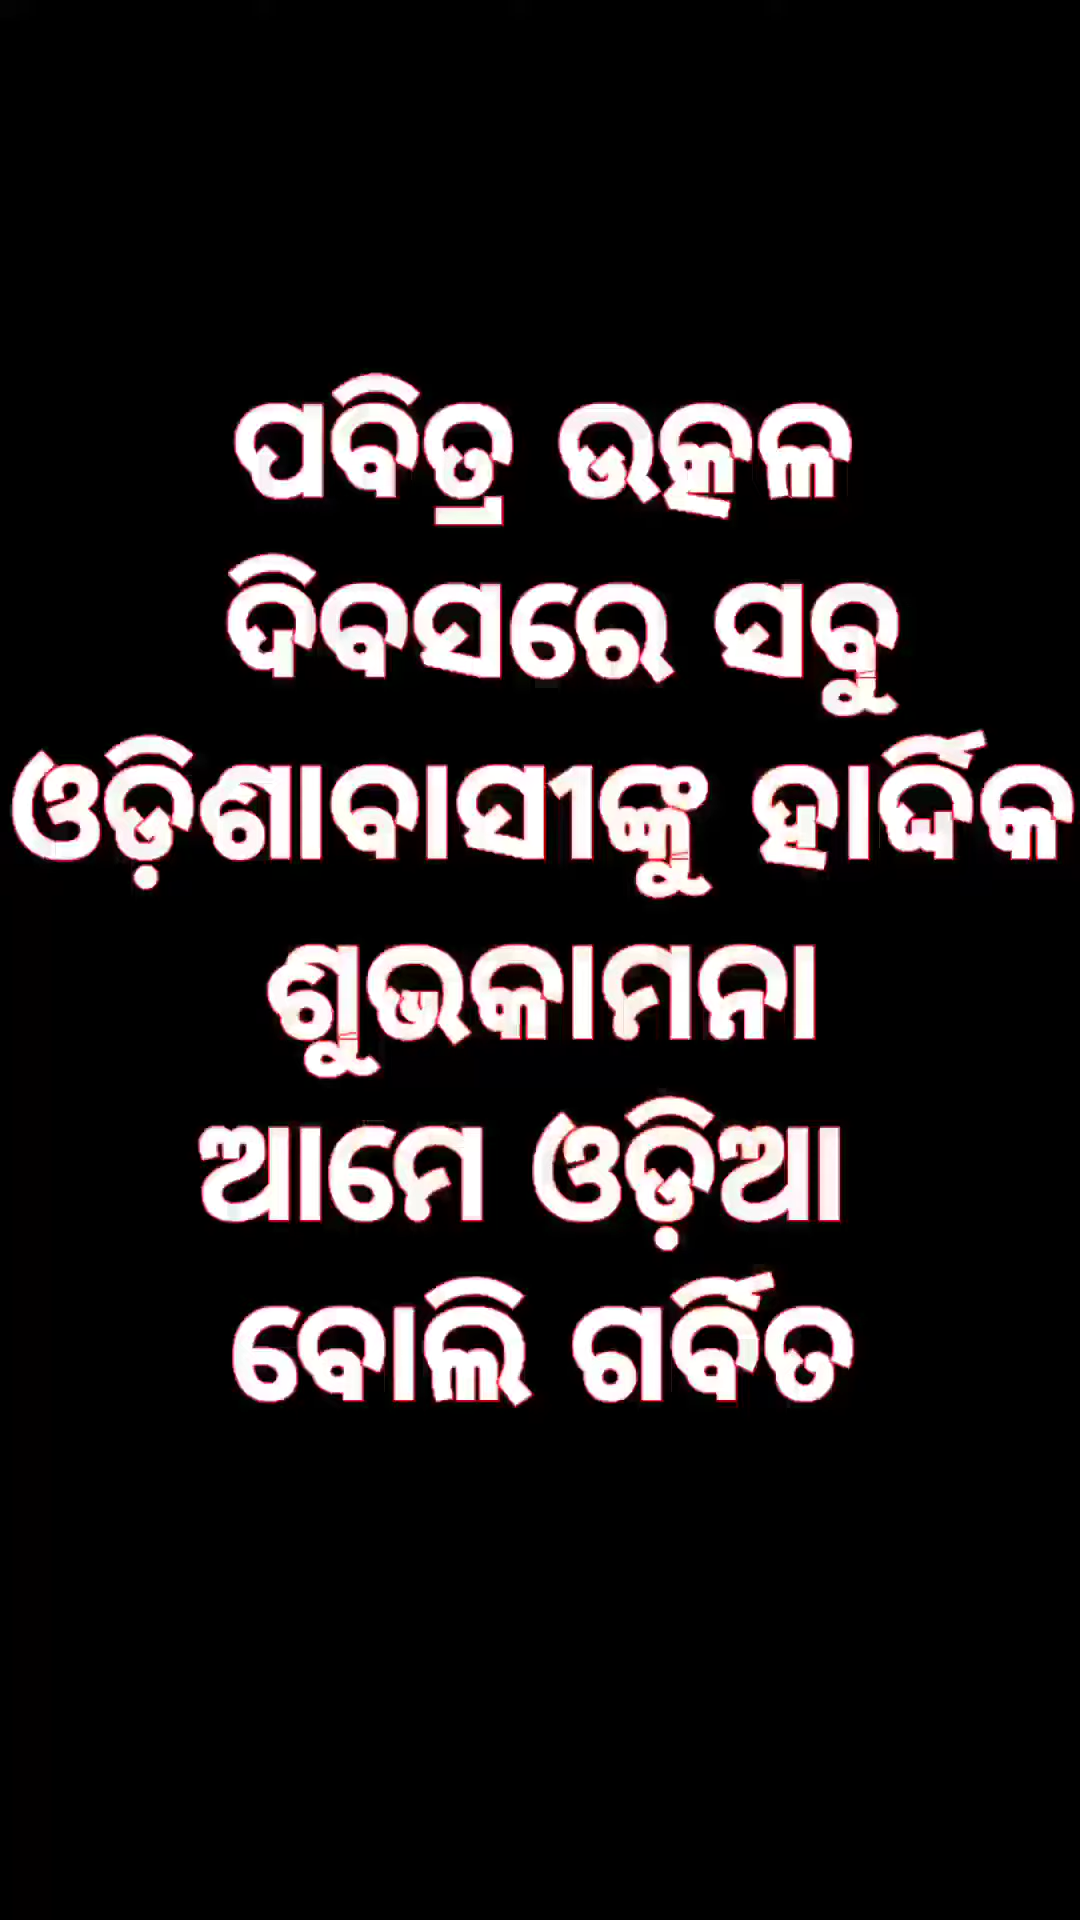 ପବିତ୍ର ଉତ୍କଳ
ଦିବସରେ ସବୁ
ଓଡ଼ିଶାବାସୀଙ୍କୁ ହାର୍ଦ୍ଦିକ
ଶୁଭକାମନା
ଆମେ ଓଡ଼ିଆ
ବୋଲି ଗର୍ବିତ